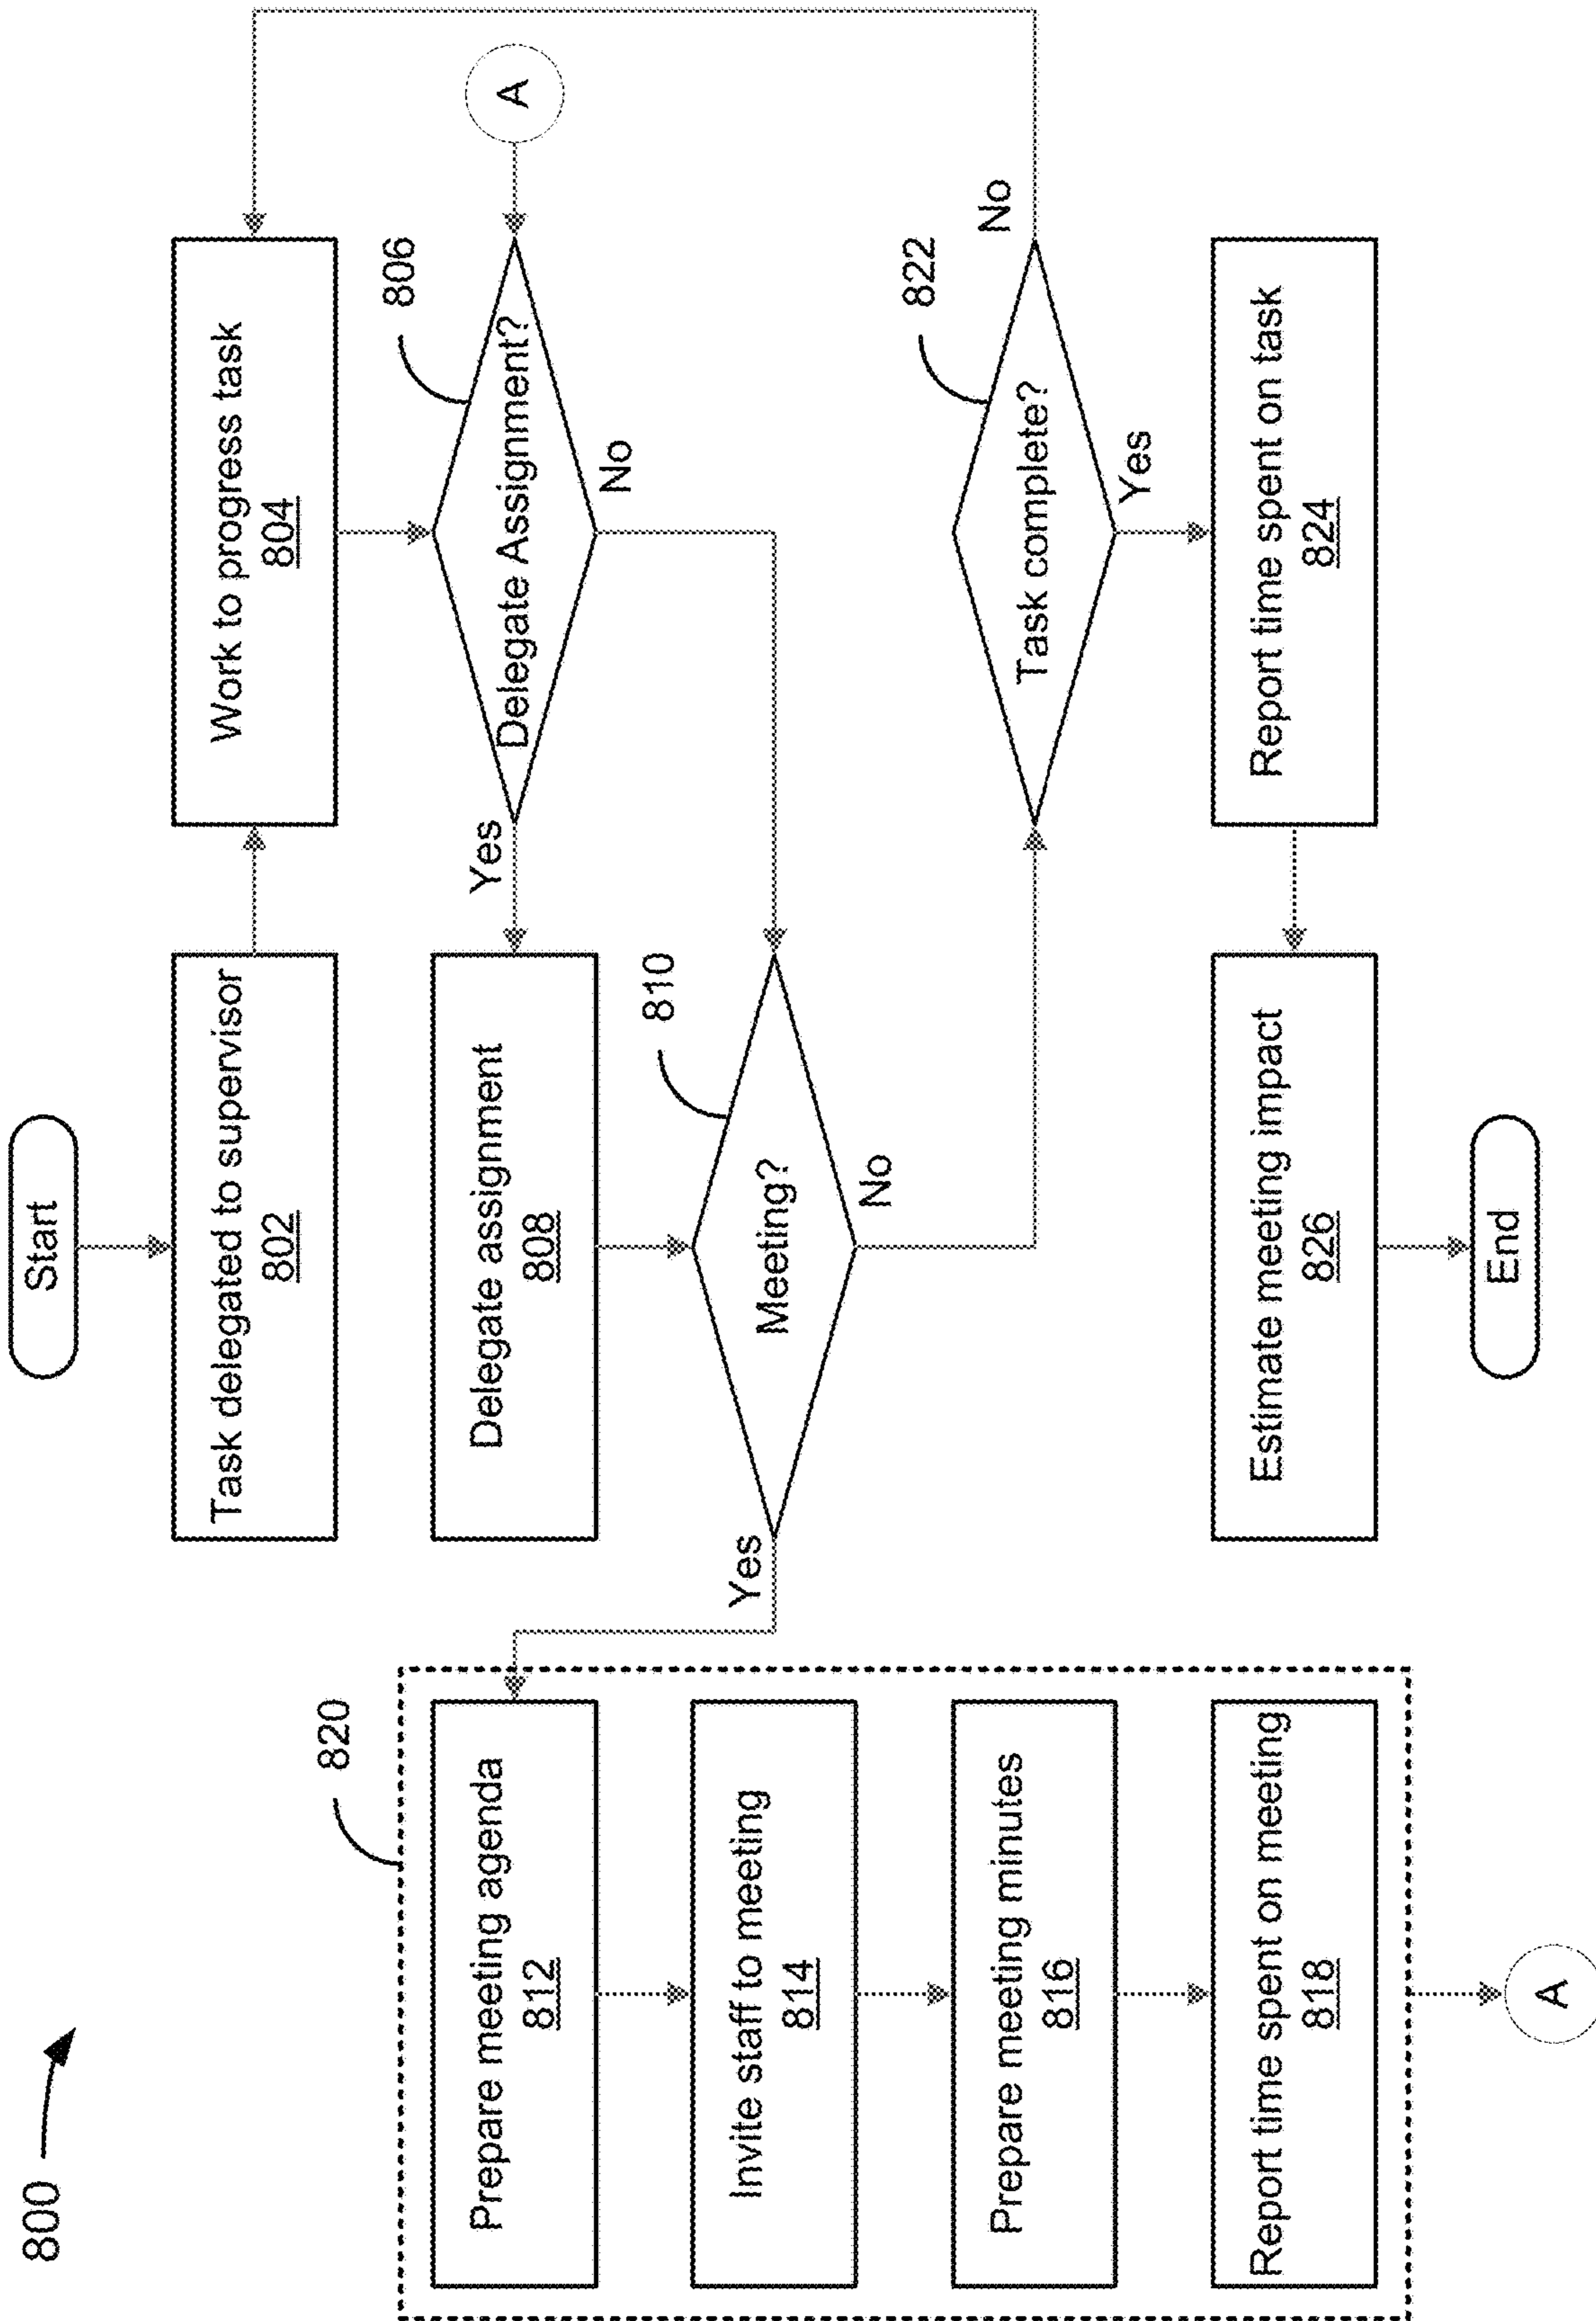 800
Start
Task delegated to supervisor
802
Work to progress task
804
820
Prepare meeting agenda
812
Delegate assignment
808
Yes
Delegate Assignment?
806
A
No
Invite staff to meeting
814
Yes
Meeting?
810
No
Prepare meeting minutes
816
Task complete?
822
No
Yes
Report time spent on meeting
818
Estimate meeting impact
826
Report time spent on task
824
A
End